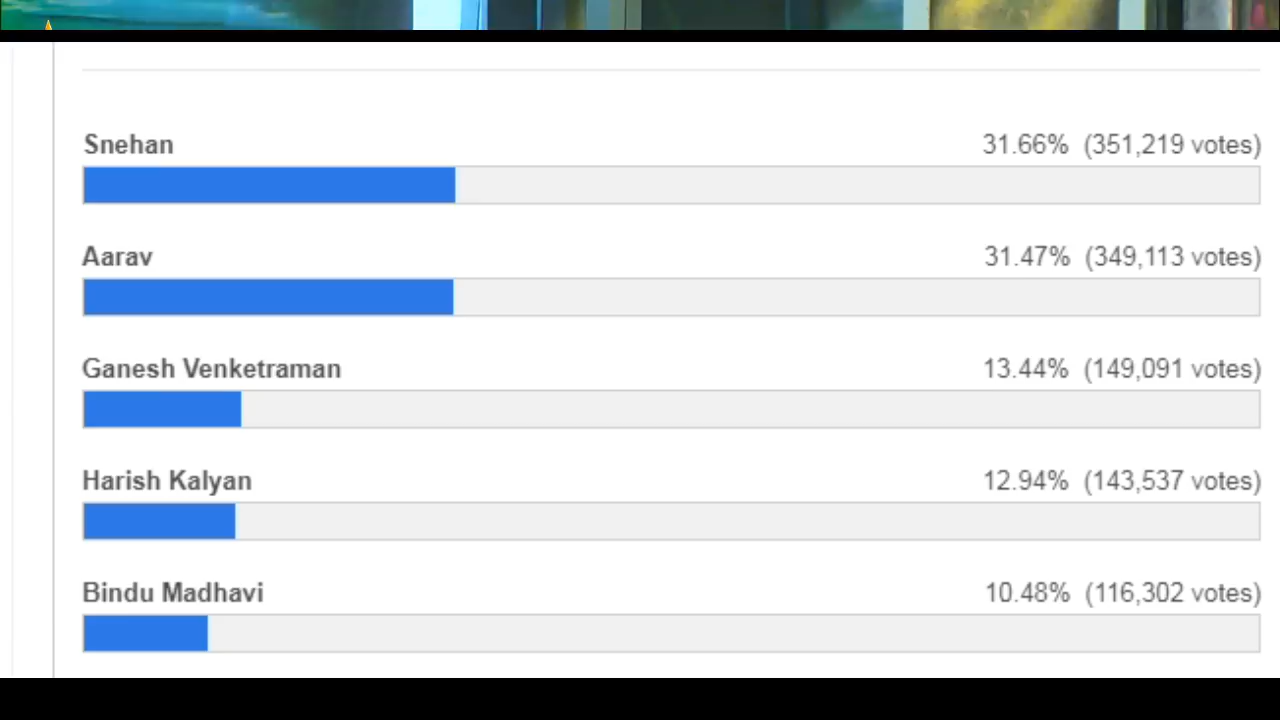 Snehan 31.66% (351,219 votes)
Aarav 31.47% (349,113 votes)
Ganesh Venketraman 13.44% (149,091 votes)
Harish Kalyan 12.94% (143,537 votes)
Bindu Madhavi 10.48% (116,302 votes)